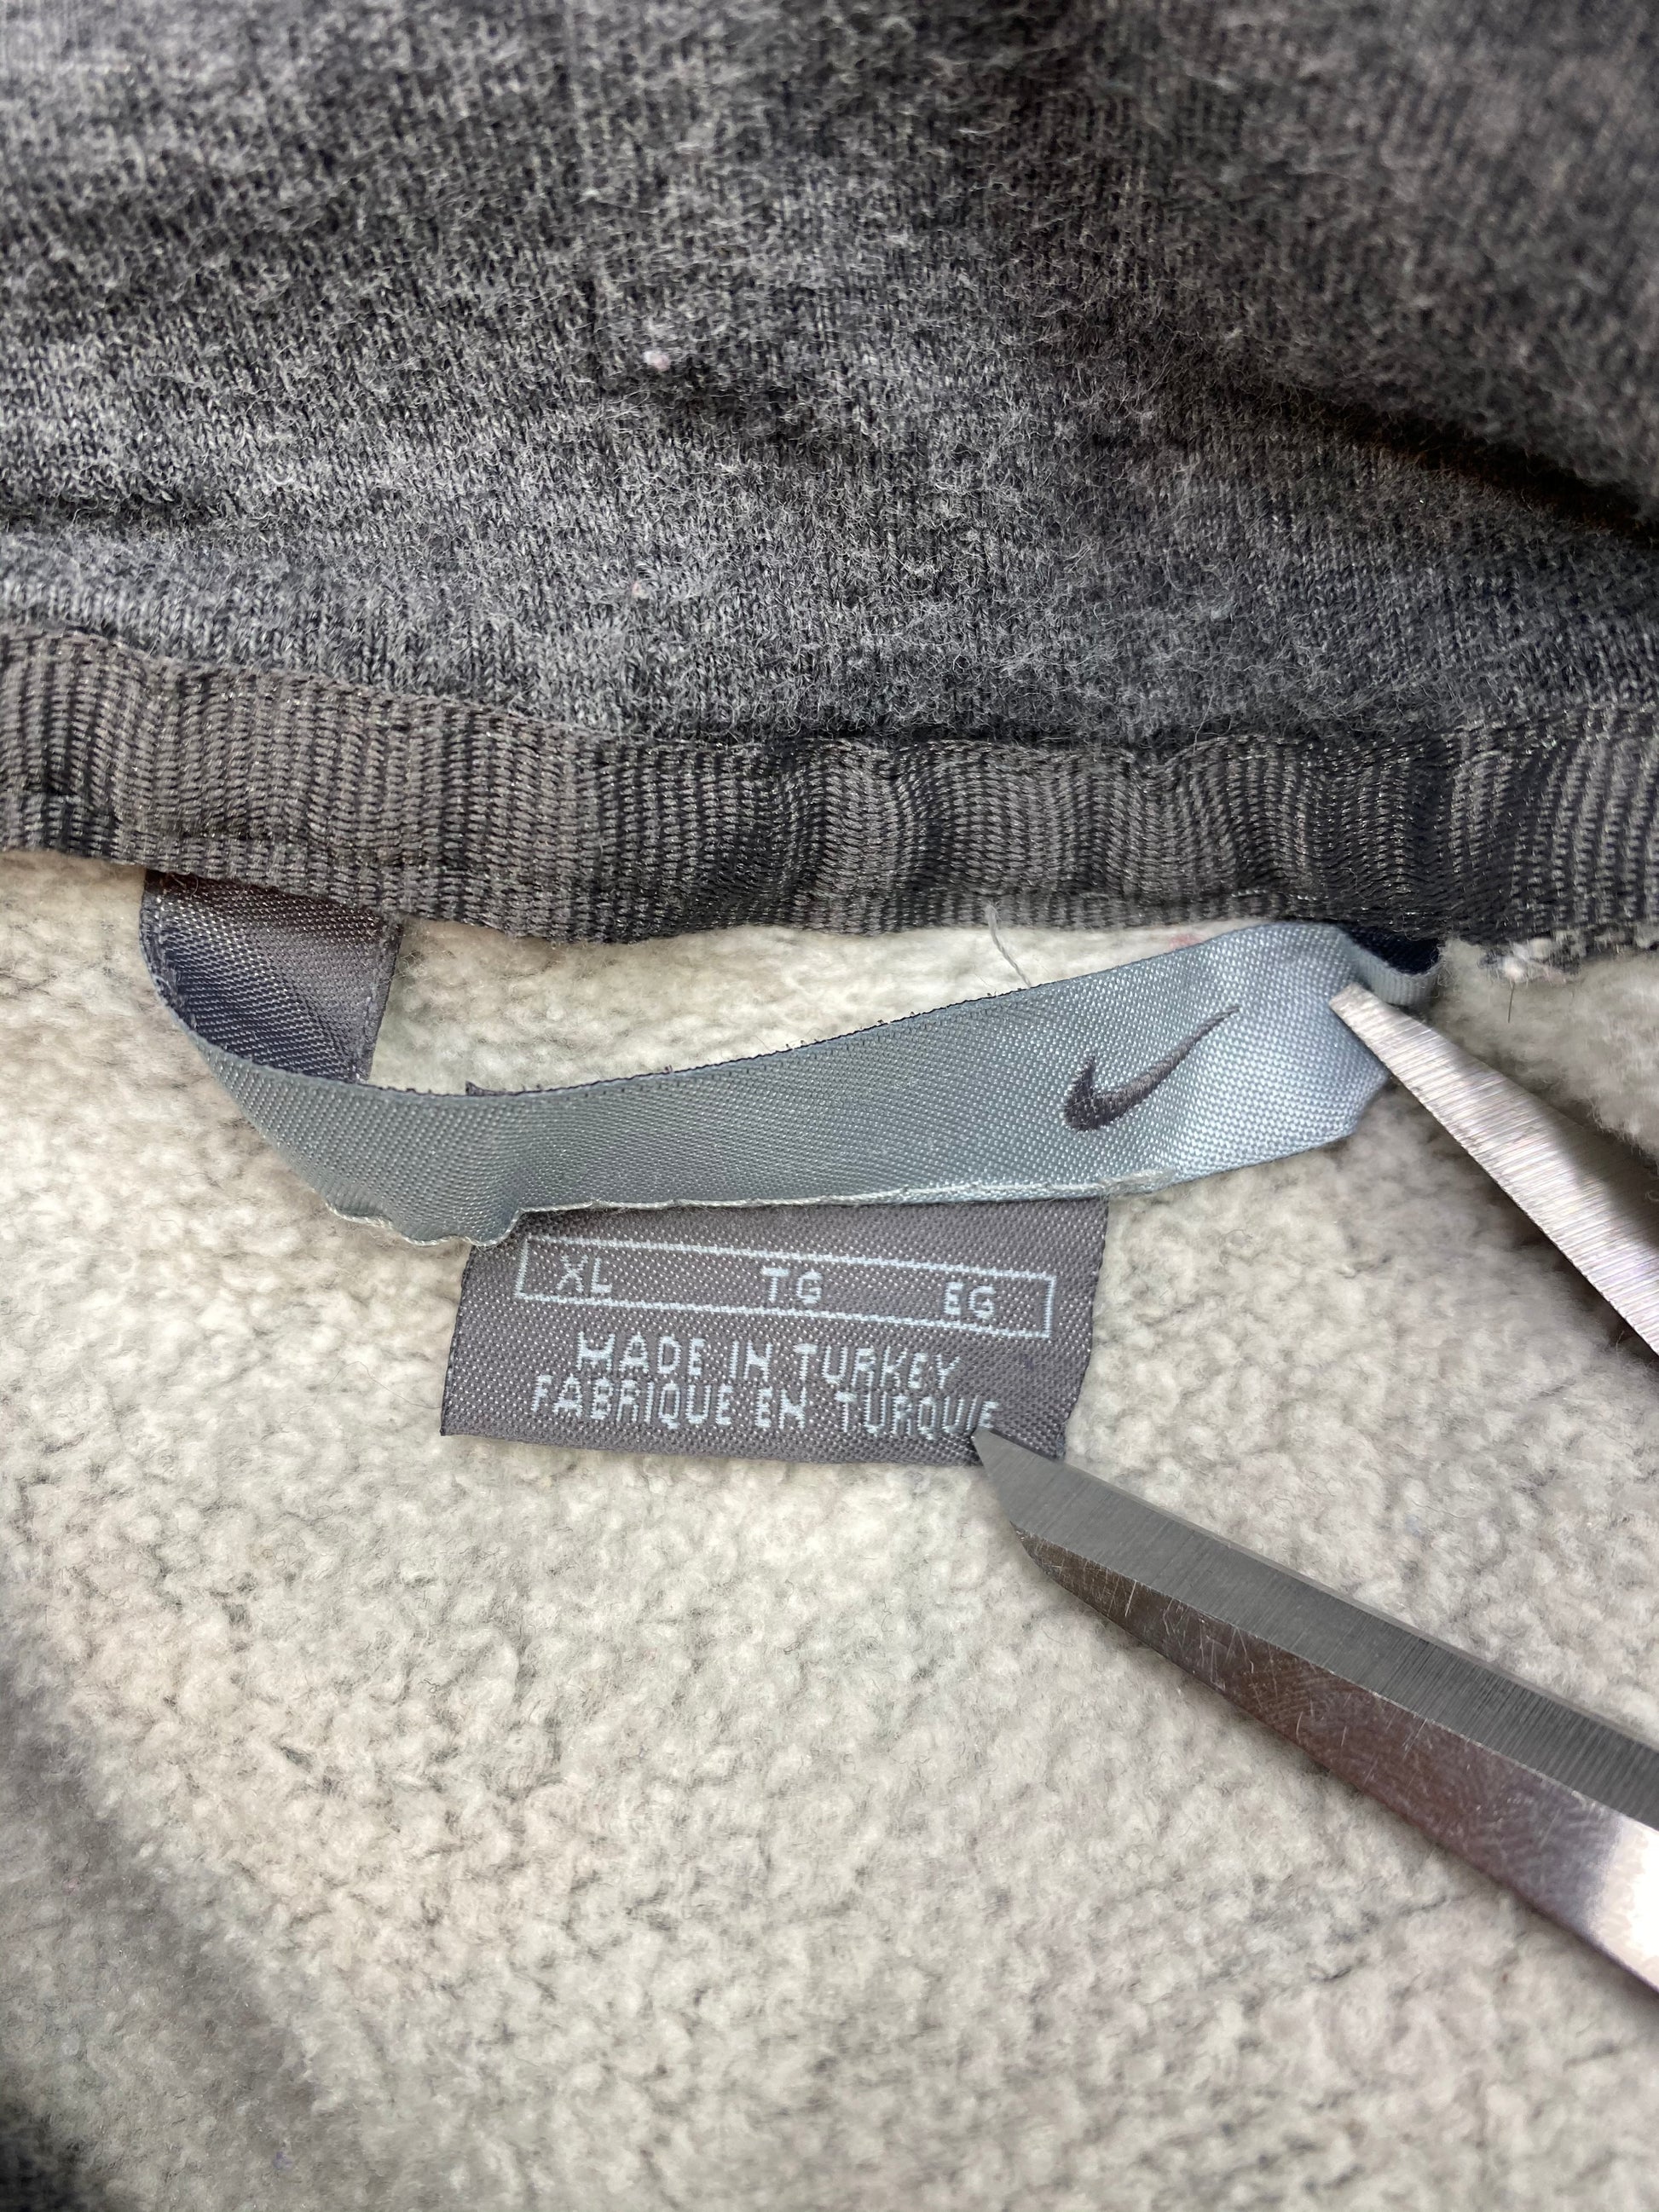 XL TG EG
MADE IN TURKEY
FABRIQUE EN TURQUIE